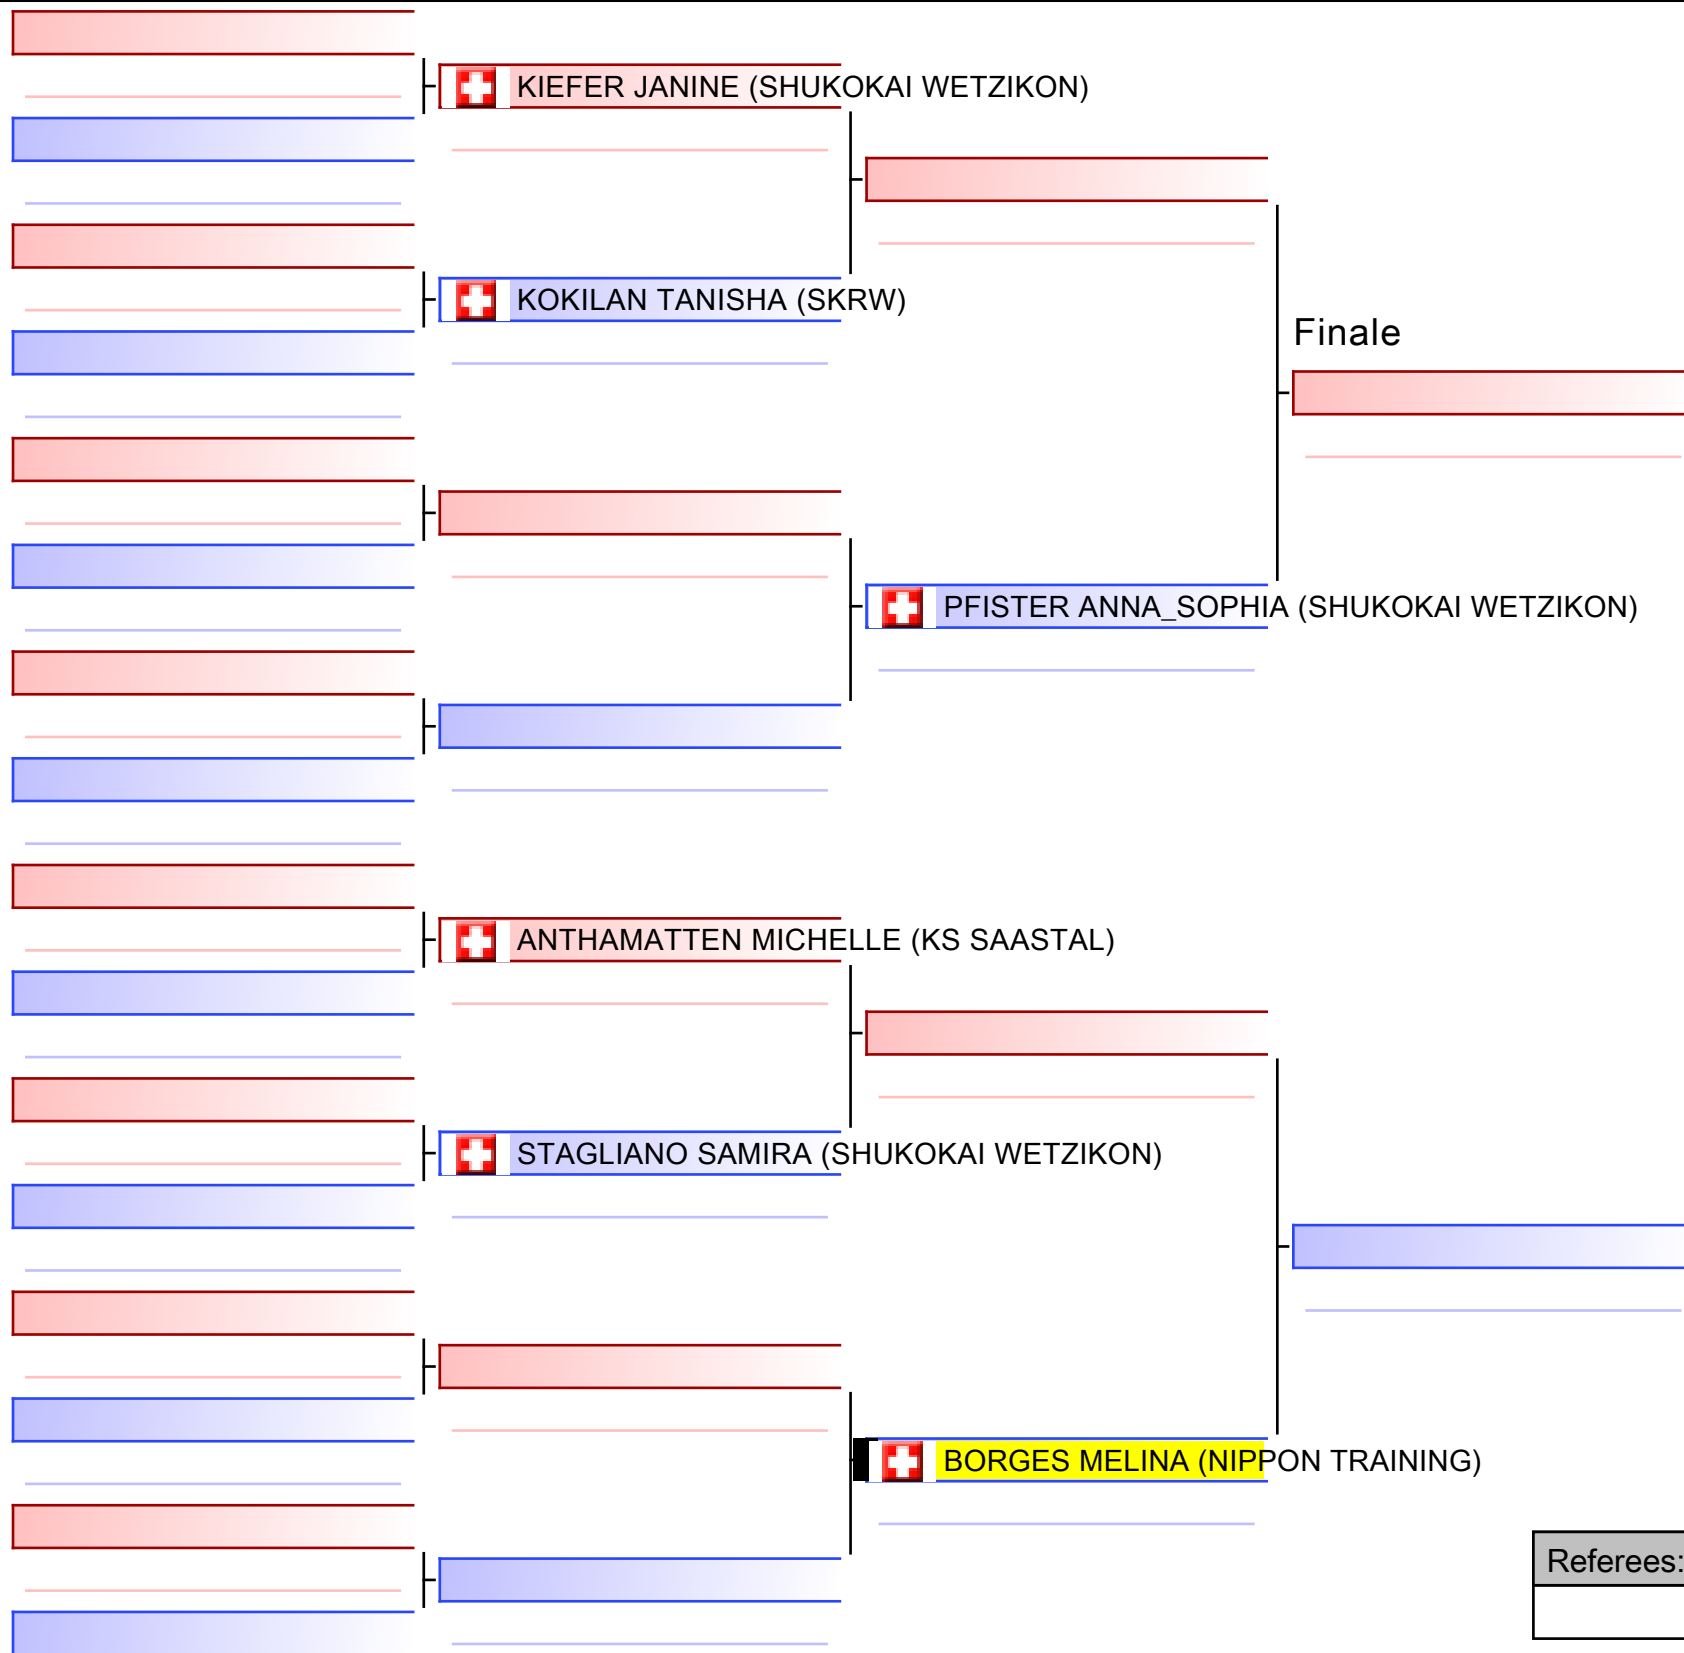 KIEFER JANINE (SHUKOKAI WETZIKON)
KOKILAN TANISHA (SKRW)
Finale
PFISTER ANNA_SOPHIA (SHUKOKAI WETZIKON)
ANTHAMATTEN MICHELLE (KS SAASTAL)
STAGLIANO SAMIRA (SHUKOKAI WETZIKON)
BORGES MELINA (NIPPON TRAINING)
Referees: